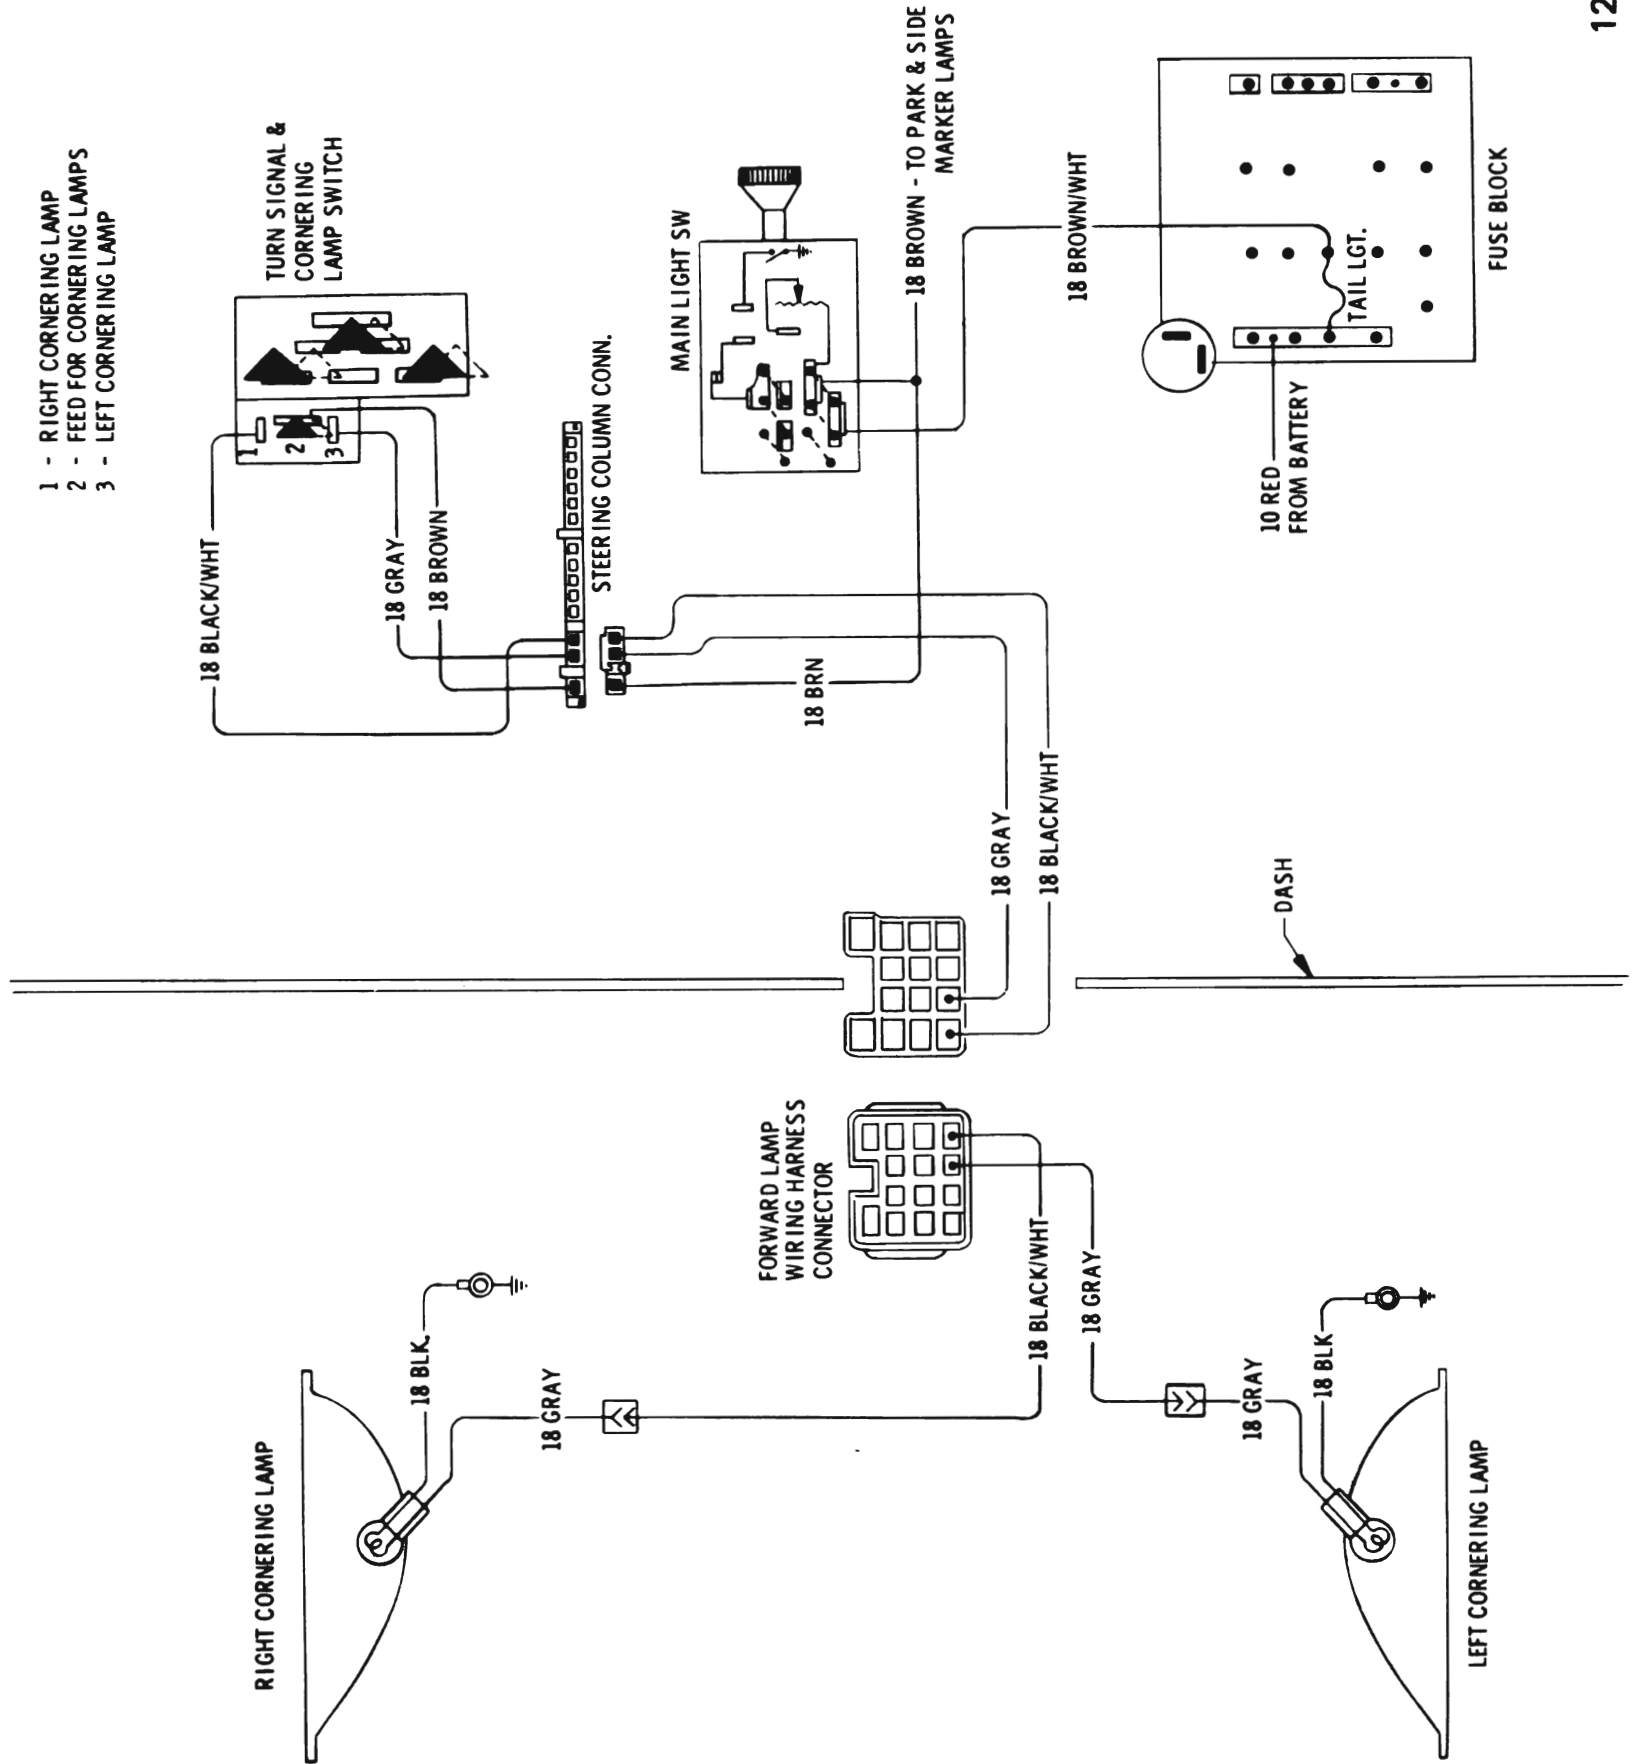 1 - RIGHT CORNERING LAMP
2 - FEED FOR CORNERING LAMPS
3 - LEFT CORNERING LAMP
TURN SIGNAL &
CORNERING
LAMP SWITCH
1
2
3
18 BLACK/WHT
18 GRAY
18 BROWN
STEERING COLUMN CONN.
MAIN LIGHT SW
18 BROWN - TO PARK & SIDE
MARKER LAMPS
18 BROWN/WHT
TAIL LGT.
FUSE BLOCK
10 RED
FROM BATTERY
18 BRN
18 GRAY
18 BLACK/WHT
DASH
FORWARD LAMP
WIRING HARNESS
CONNECTOR
18 BLACK/WHT
18 GRAY
18 BLK.
18 GRAY
RIGHT CORNERING LAMP
18 GRAY
18 BLK
LEFT CORNERING LAMP
12